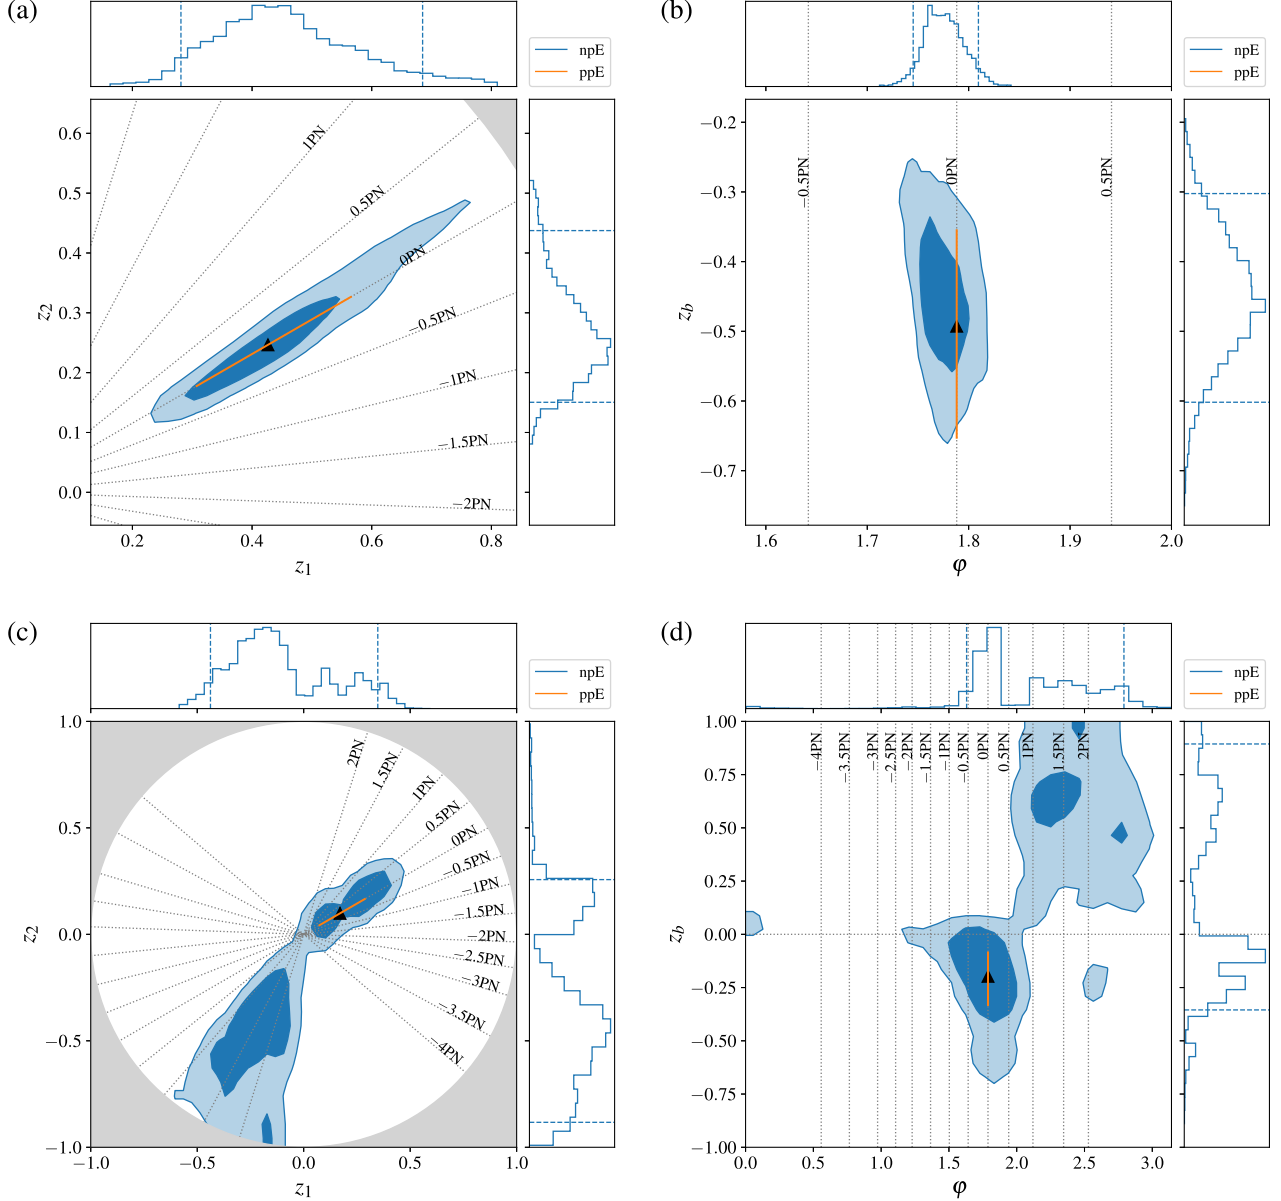 (a)
npE
ppE
0.6
0.5
0.4
0.3
0.2
0.1
0.0
z2
1PN
0.5PN
0PN
−0.5PN
−1PN
−1.5PN
−2PN
0.2
0.4
0.6
0.8
z1
(b)
npE
ppE
−0.2
−0.3
−0.4
−0.5
−0.6
−0.7
zb
−0.5PN
0PN
0.5PN
1.6
1.7
1.8
1.9
2.0
φ
(c)
npE
ppE
1.0
0.5
0.0
−0.5
−1.0
z2
2PN
1.5PN
1PN
0.5PN
0PN
−0.5PN
−1PN
−1.5PN
−2PN
−2.5PN
−3PN
−3.5PN
−4PN
−1.0
−0.5
0.0
0.5
1.0
z1
(d)
npE
ppE
1.00
0.75
0.50
0.25
0.00
−0.25
−0.50
−0.75
−1.00
zb
−4PN
−3.5PN
−3PN
−2.5PN
−2PN
−1.5PN
−1PN
−0.5PN
0PN
0.5PN
1PN
1.5PN
2PN
0.0
0.5
1.0
1.5
2.0
2.5
3.0
φ